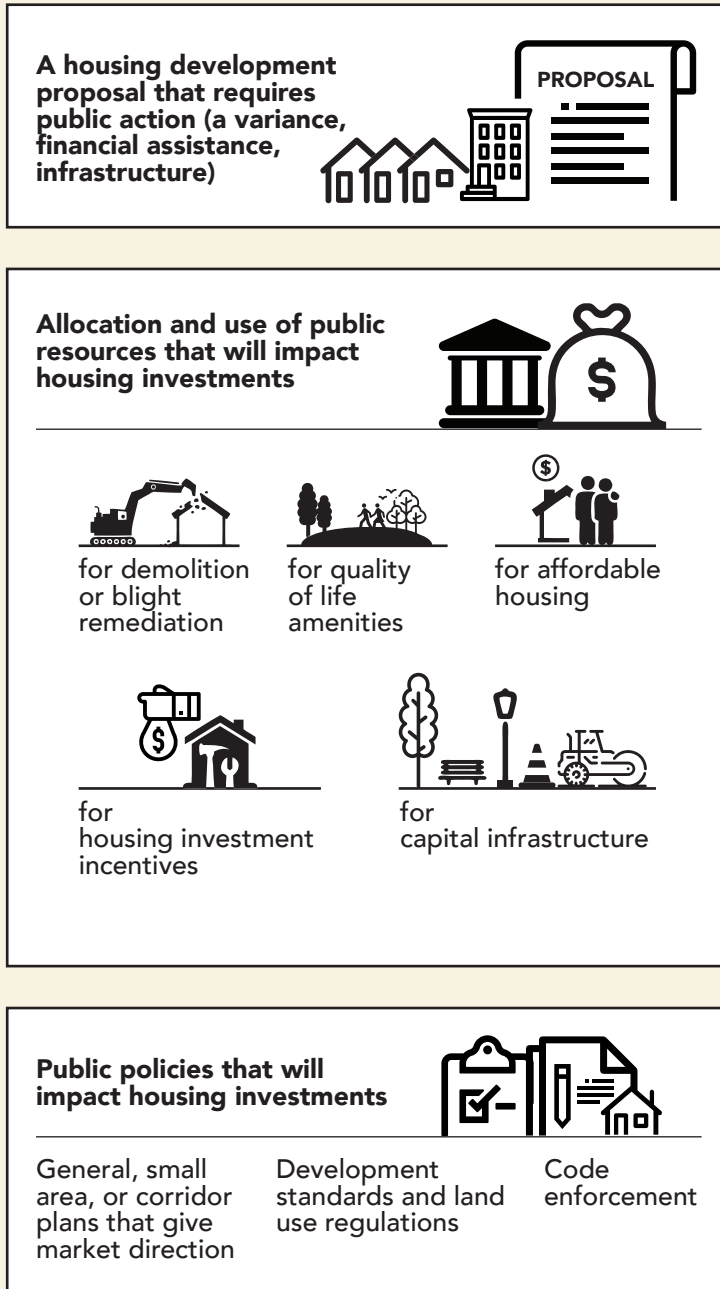 A housing development
proposal that requires
public action (a variance,
financial assistance,
infrastructure)
PROPOSAL
Allocation and use of public
resources that will impact
housing investments
$
$
for demolition
or blight
remediation
for quality
of life
amenities
for affordable
housing
$
for
housing investment
incentives
for
capital infrastructure
Public policies that will
impact housing investments
General, small
area, or corridor
plans that give
market direction
Development
standards and land
use regulations
Code
enforcement